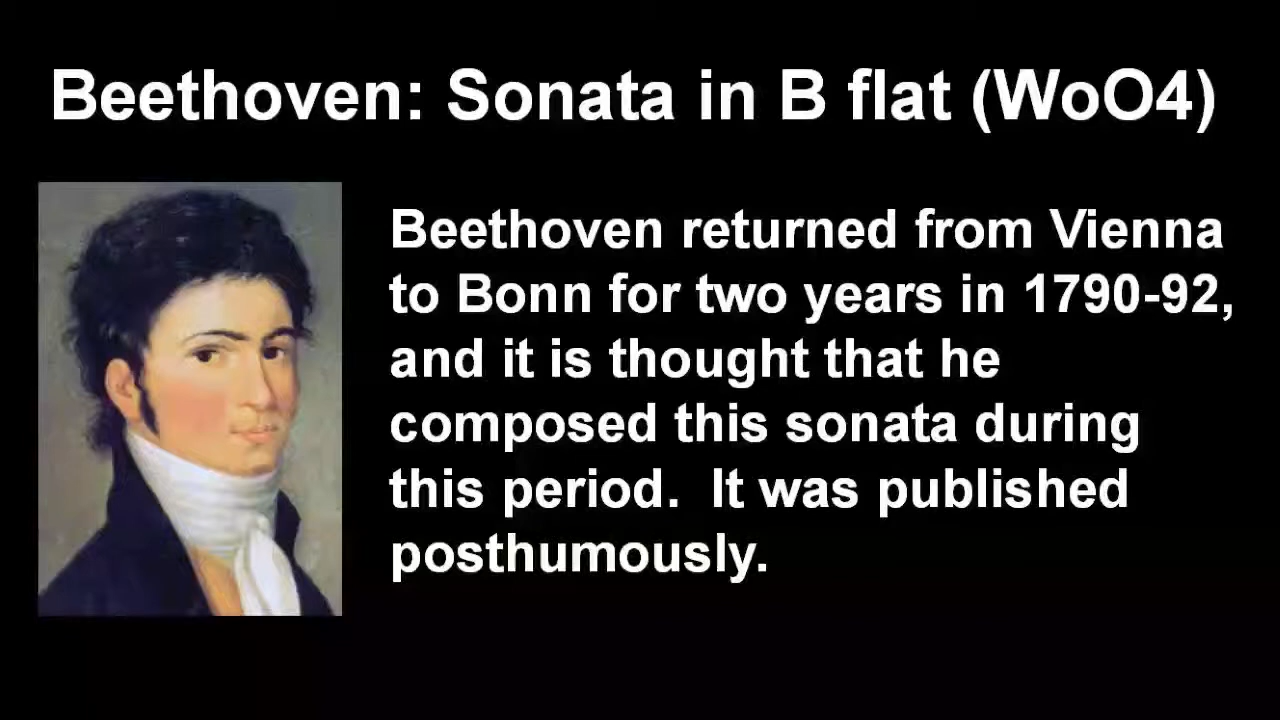 Beethoven: Sonata in B flat (WoO4)
Beethoven returned from Vienna
to Bonn for two years in 1790-92,
and it is thought that he
composed this sonata during
this period.  It was published
posthumously.